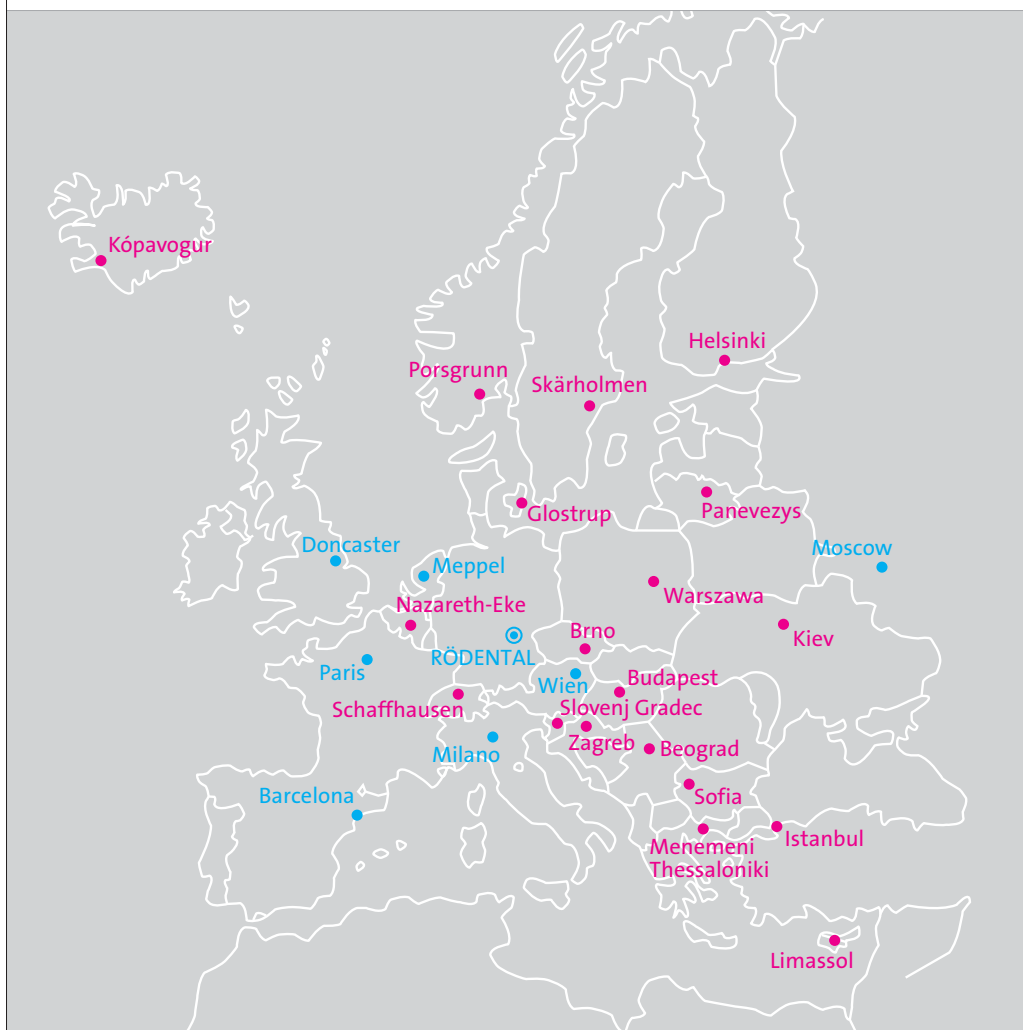 Kópavogur
Helsinki
Porsgrunn
Skärholmen
Panevezys
Glostrup
Doncaster
Moscow
Meppel
Warszawa
Nazareth-Eke
Brno
Kiev
RÖDENTAL
Paris
Wien
Budapest
Schaffhausen
Slovenj Gradec
Zagreb
Beograd
Milano
Barcelona
Sofia
Istanbul
Menemeni
Thessaloniki
Limassol